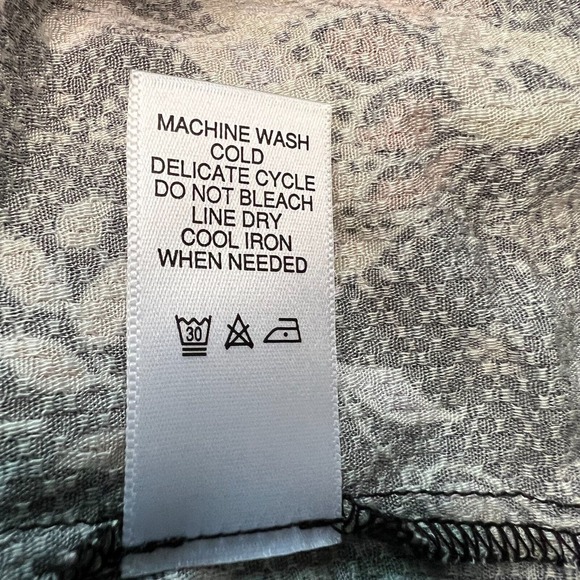 MACHINE WASH
COLD
DELICATE CYCLE
DO NOT BLEACH
LINE DRY
COOL IRON
WHEN NEEDED
30